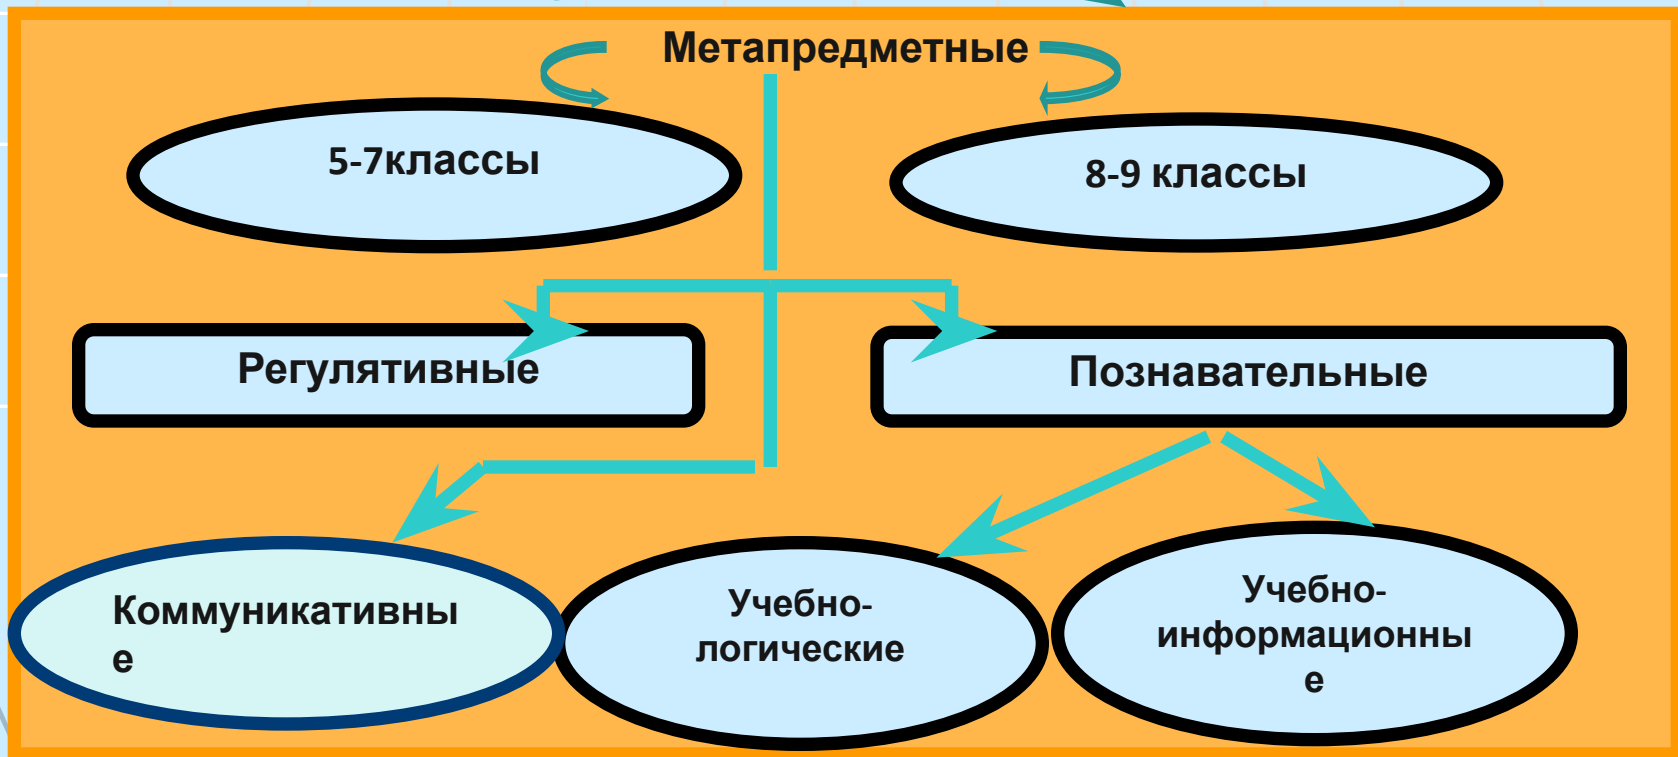 Метапредметные
5-7классы
8-9 классы
Регулятивные
Познавательные
Коммуникативны
е
Учебно-
логические
Учебно-
информационны
е